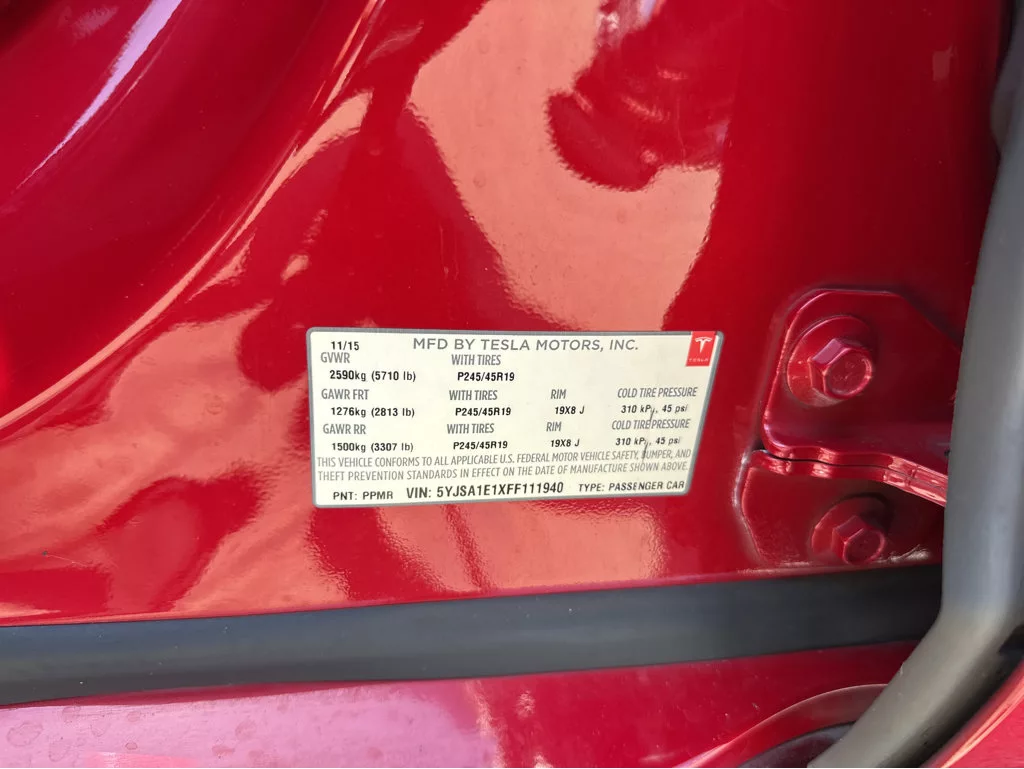 11/15 MFD BY TESLA MOTORS, INC.
GVWR WITH TIRES
2590kg (5710 lb) P245/45R19
TESLA
GAWR FRT WITH TIRES RIM COLD TIRE PRESSURE
1276kg (2813 lb) P245/45R19 19X8 J 310 kPa, 45 psi
GAWR RR WITH TIRES RIM COLD TIRE PRESSURE
1500kg (3307 lb) P245/45R19 19X8 J 310 kPa, 45 psi
THIS VEHICLE CONFORMS TO ALL APPLICABLE U.S. FEDERAL MOTOR VEHICLE SAFETY, BUMPER, AND
THEFT PREVENTION STANDARDS IN EFFECT ON THE DATE OF MANUFACTURE SHOWN ABOVE.
PNT: PPMR VIN: 5YJSA1E1XFF111940 TYPE: PASSENGER CAR